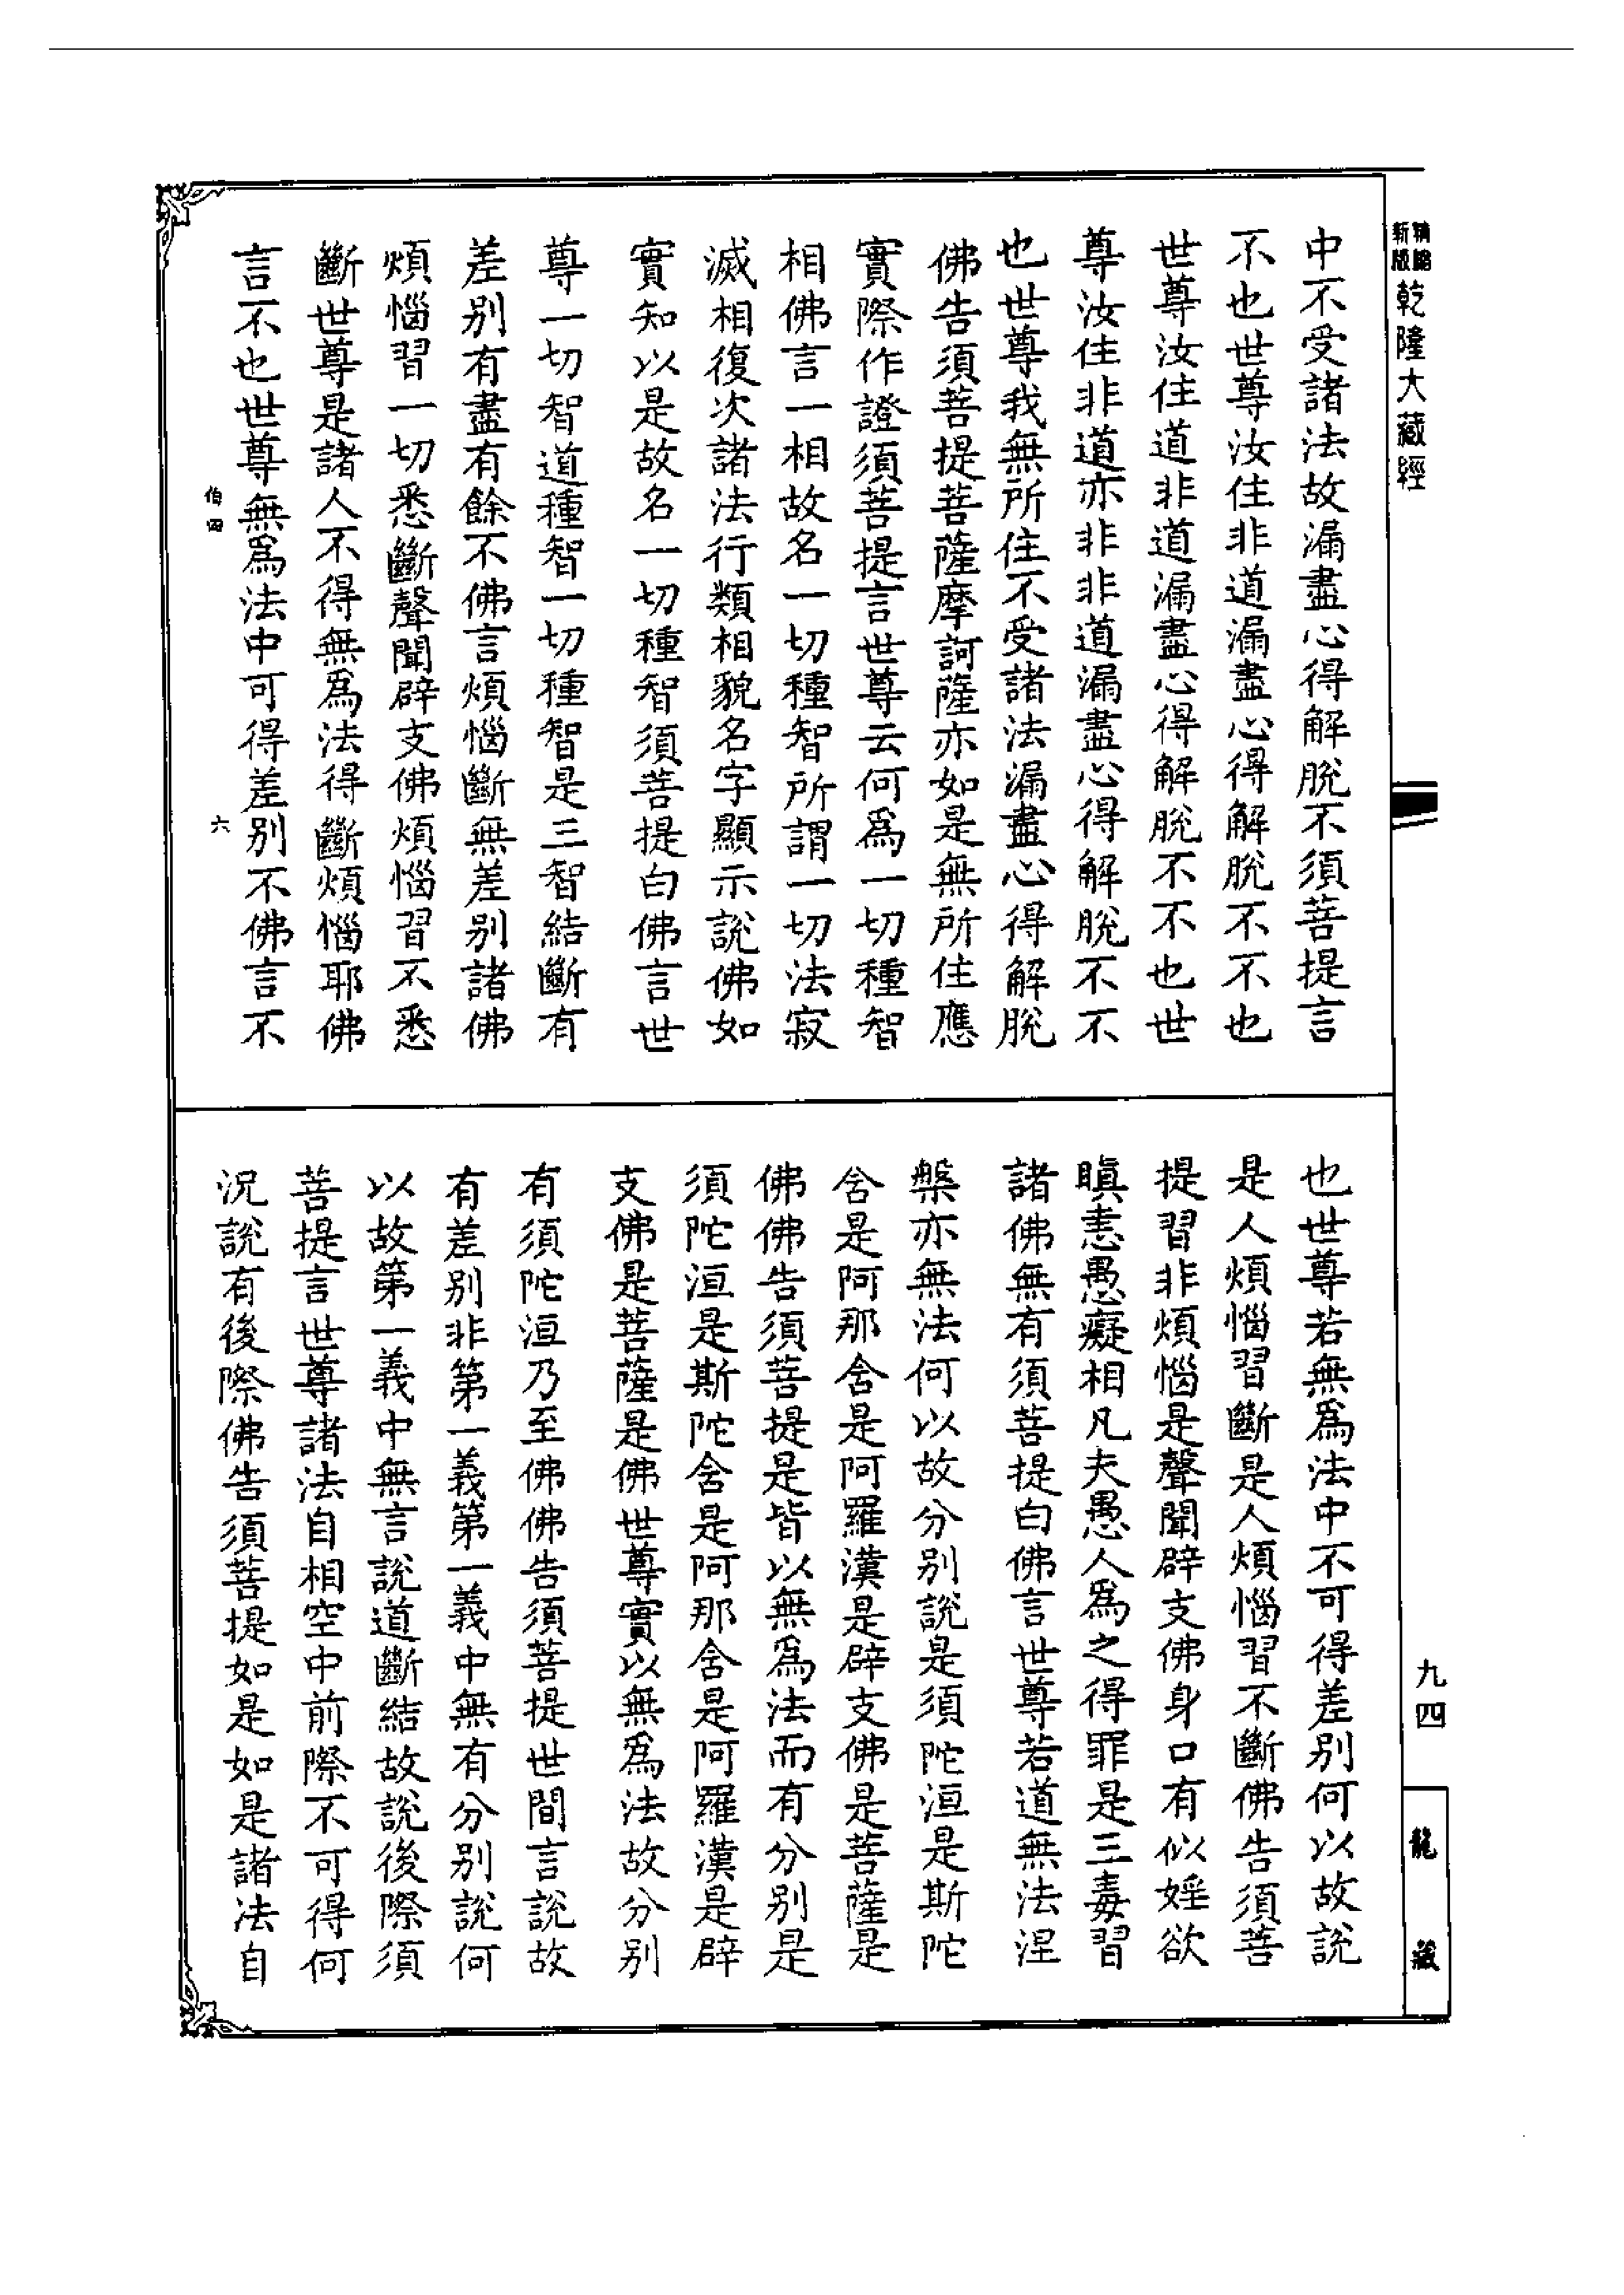 新版
乾隆大藏經
中不受諸法故漏盡心得解脫不須菩提言
不也世尊汝住非道漏盡心得解脫不不也
世尊汝住道非道漏盡心得解脫不不也世
尊汝住非道亦非非道漏盡心得解脫不不
也世尊我無所住不受諸法漏盡心得解脫
佛告須菩提菩薩摩訶薩亦如是無所住應
實際作證須菩提言世尊云何爲一切種智
相佛言一相故名一切種智所謂一切法寂
滅相復次諸法行類相貌名字顯示說佛如
實知以是故名一切種智須菩提白佛言世
尊一切智道種智一切種智是三智結斷有
差别有盡有餘不佛言煩惱斷無差别諸佛
煩惱習一切悉斷聲聞辟支佛煩惱習不悉
斷世尊是諸人不得無爲法得斷煩惱耶佛
言不也世尊無爲法中可得差别不佛言不
伯四
六
也世尊若無爲法中不可得差别何以故說
是人煩惱習斷是人煩惱習不斷佛告須菩
提習非煩惱是聲聞辟支佛身口有似婬欲
瞋恚愚癡相凡夫愚人爲之得罪是三毒習
諸佛無有須菩提白佛言世尊若道無法涅
槃亦無法何以故分别說是須陀洹是斯陀
含是阿那含是阿羅漢是辟支佛是菩薩是
佛佛告須菩提是皆以無爲法而有分别是
須陀洹是斯陀含是阿那含是阿羅漢是辟
支佛是菩薩是佛世尊實以無爲法故分别
有須陀洹乃至佛佛告須菩提世間言說故
有差别非第一義第一義中無有分别說何
以故第一義中無言說道斷結故說後際須
菩提言世尊諸法自相空中前際不可得何
況說有後際佛告須菩提如是如是諸法自
九四
龍藏